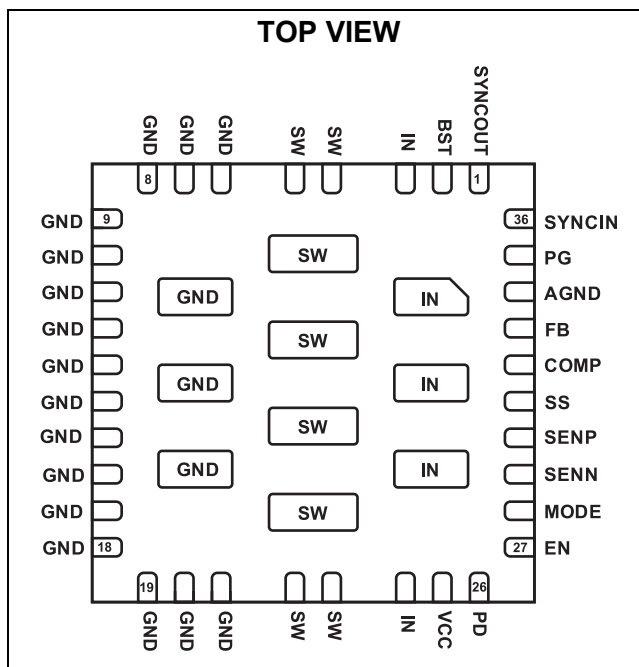 TOP VIEW
GND GND GND SW SW IN BST SYNCOUT
8 1
GND 9 36 SYNCIN
GND PG
SW
GND GND IN AGND
GND SW FB
GND GND IN COMP
GND SS
GND SW SENP
GND GND IN SENN
GND SW MODE
GND 18 27 EN
19 26
GND GND GND SW SW IN VCC PD